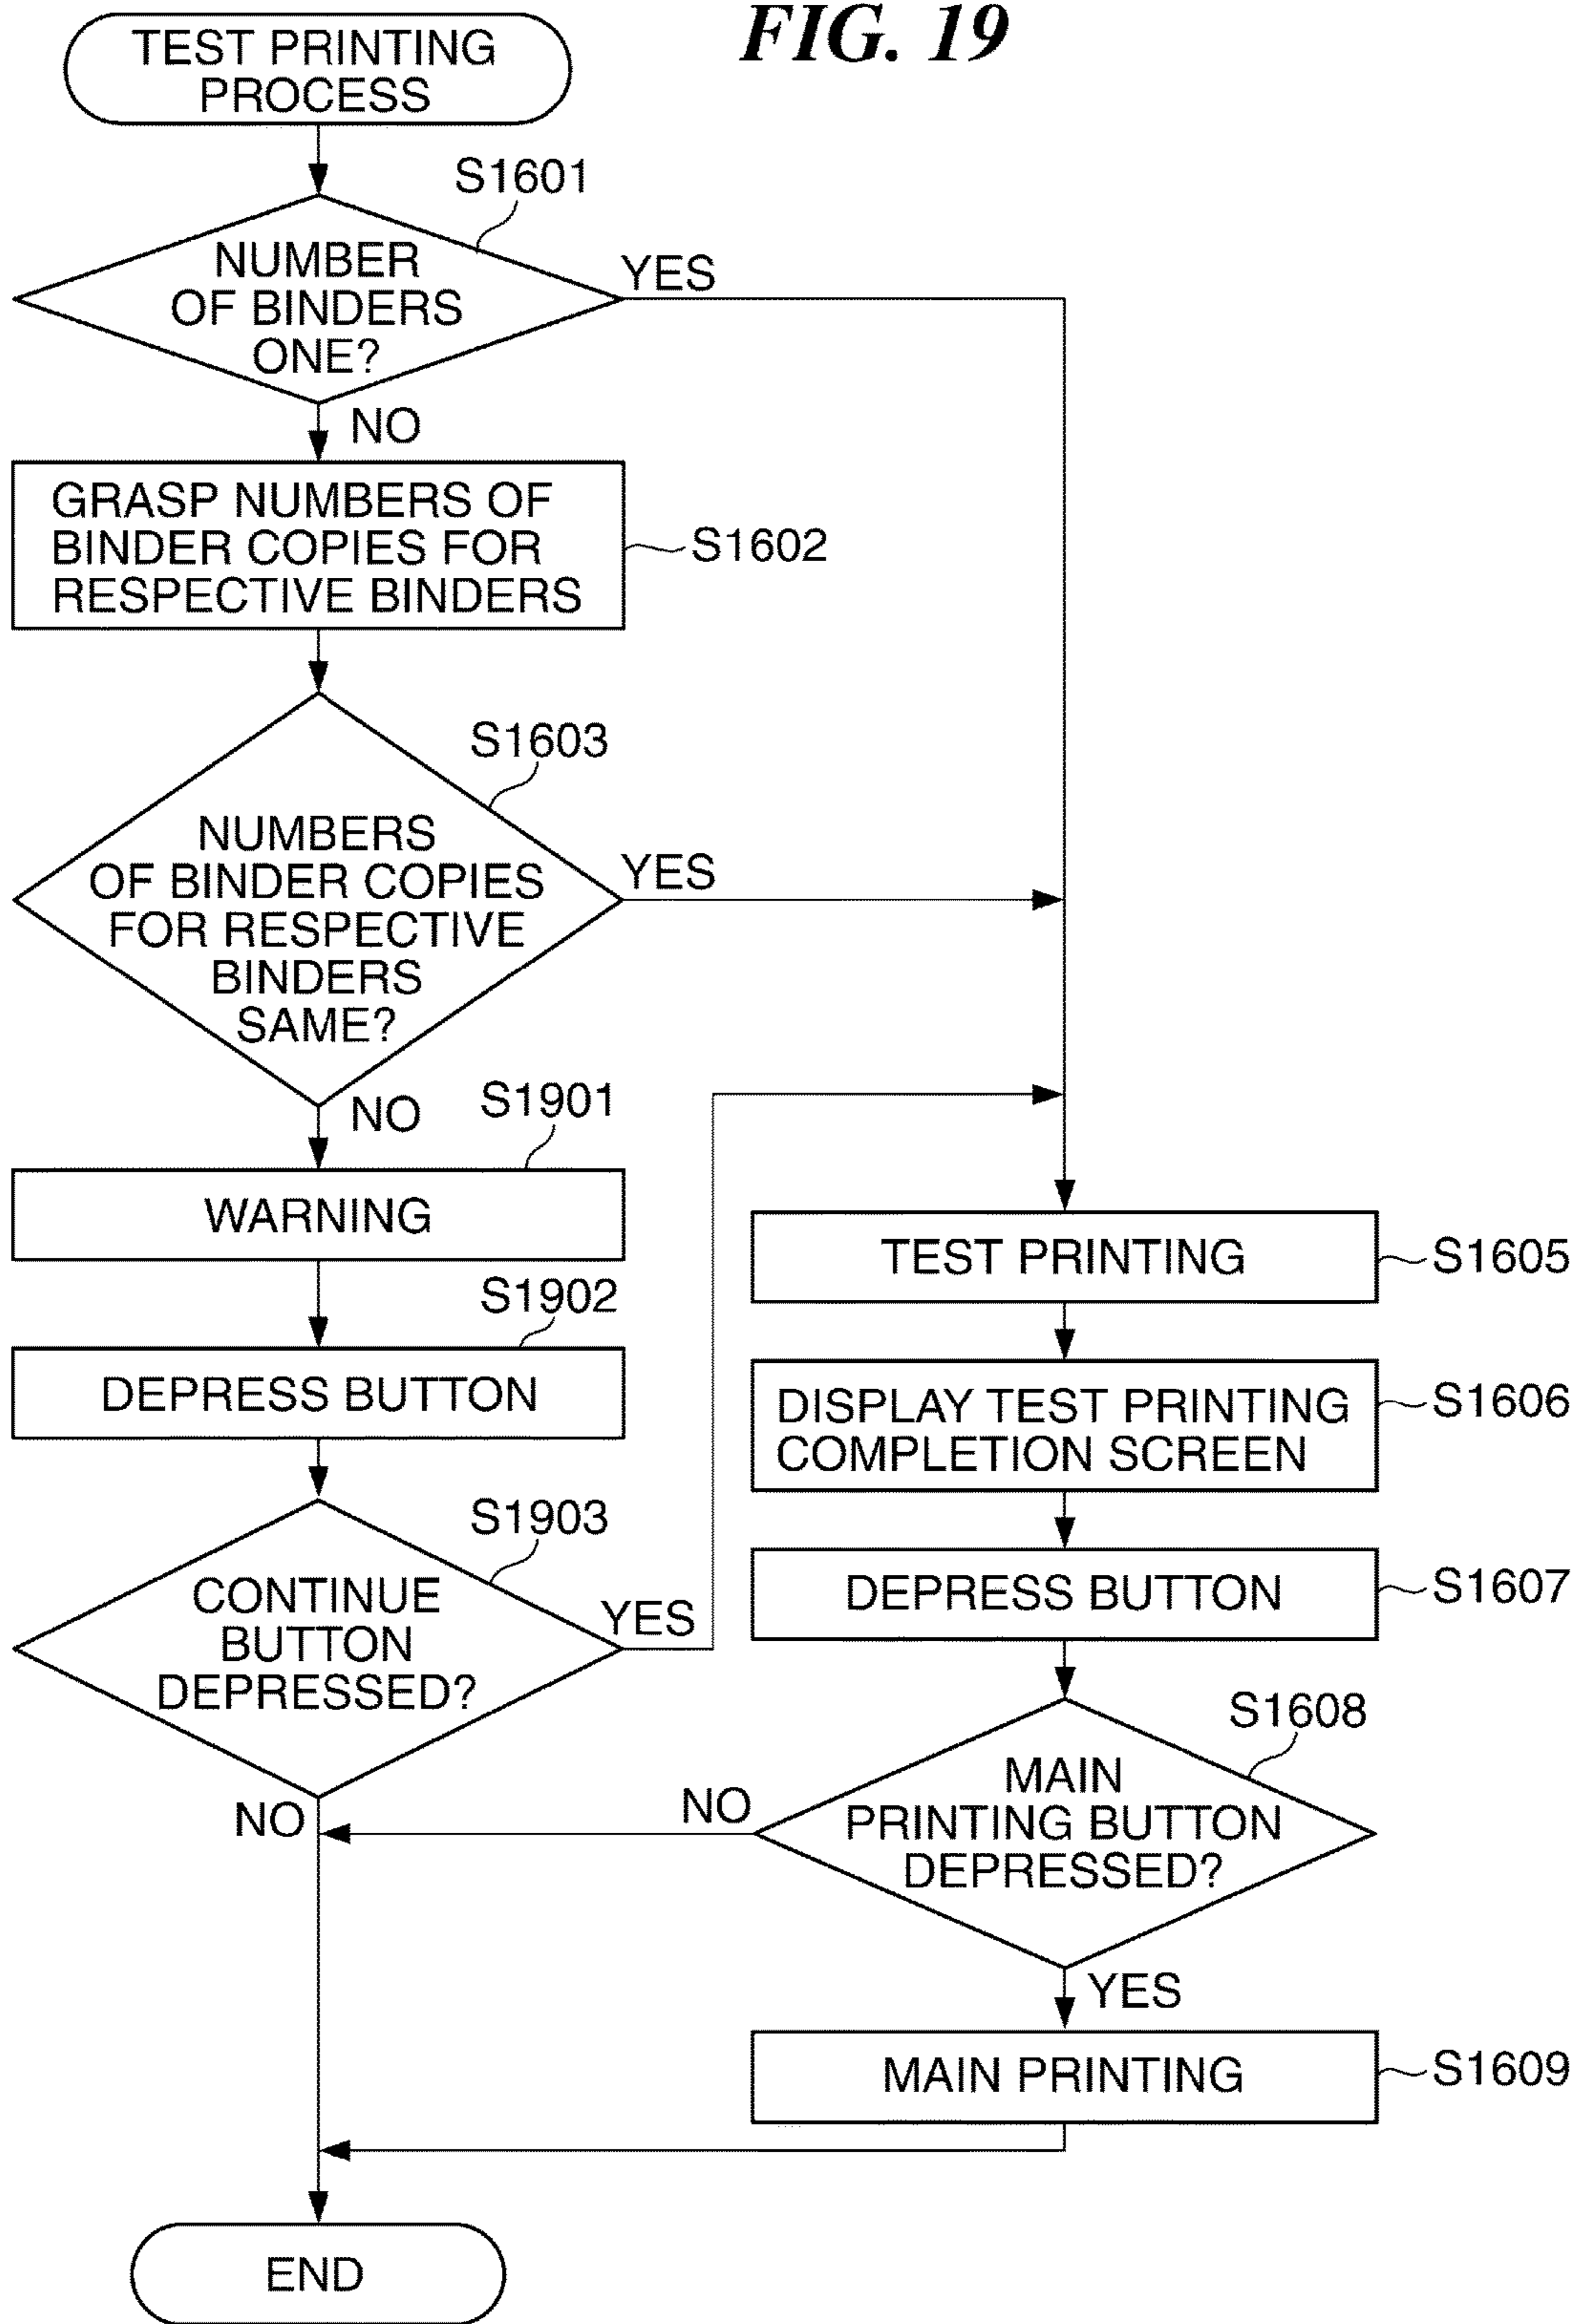 FIG. 19
TEST PRINTING
PROCESS
S1601
NUMBER
OF BINDERS
ONE?
YES
NO
GRASP NUMBERS OF
BINDER COPIES FOR
RESPECTIVE BINDERS
S1602
S1603
NUMBERS
OF BINDER COPIES
FOR RESPECTIVE
BINDERS
SAME?
YES
NO
S1901
WARNING
S1902
DEPRESS BUTTON
S1903
CONTINUE
BUTTON
DEPRESSED?
YES
NO
TEST PRINTING
S1605
DISPLAY TEST PRINTING
COMPLETION SCREEN
S1606
DEPRESS BUTTON
S1607
S1608
MAIN
PRINTING BUTTON
DEPRESSED?
NO
YES
MAIN PRINTING
S1609
END